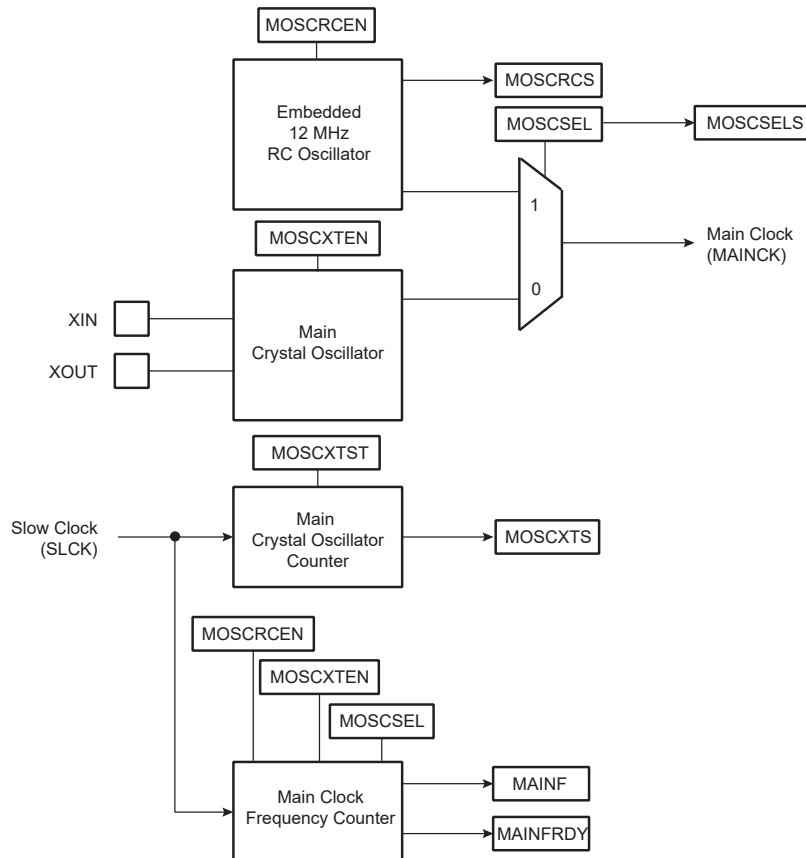 MOSCRCEN
Embedded
12 MHz
RC Oscillator
MOSCRCS
MOSCSEL
MOSCSELS
1
0
Main Clock
(MAINCK)
MOSCXTEN
XIN
XOUT
Main
Crystal Oscillator
MOSCXTST
Slow Clock
(SLCK)
Main
Crystal Oscillator
Counter
MOSCXTS
MOSCRCEN
MOSCXTEN
MOSCSEL
Main Clock
Frequency Counter
MAINF
MAINFRDY